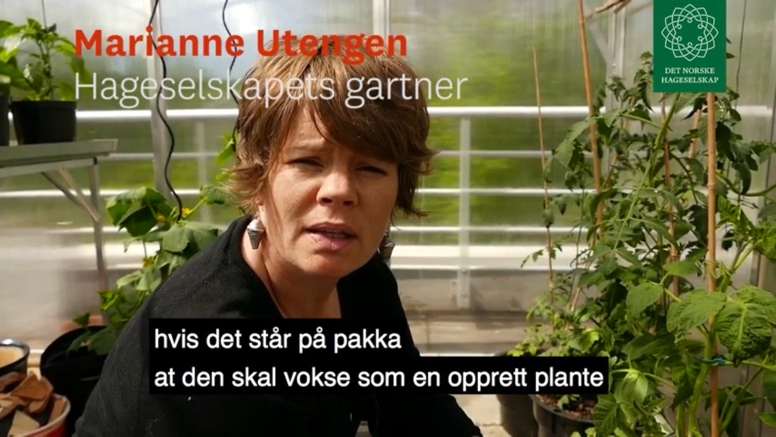 Marianne Utengen
Hageselskapets gartner
DET NORSKE
HAGESELSKAP
hvis det står på pakka
at den skal vokse som en opprett plante